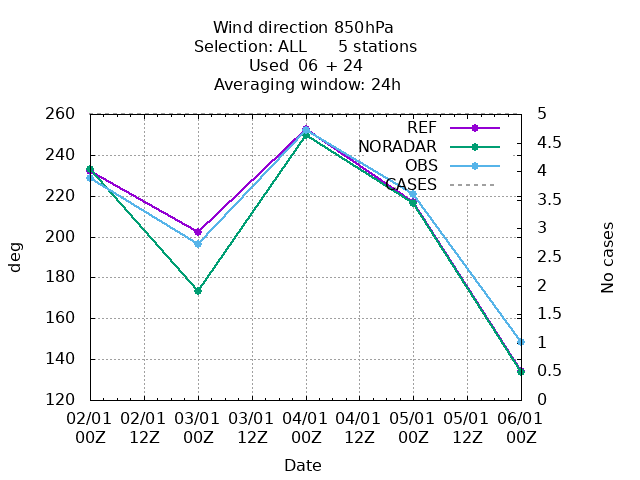 Wind direction 850hPa
Selection: ALL 5 stations
Used 06 + 24
Averaging window: 24h
260
240
220
200
180
160
140
120
deg
5
4.5
4
3.5
3
2.5
2
1.5
1
0.5
0
No cases
REF
NORADAR
OBS
CASES
02/01 02/01 03/01 03/01 04/01 04/01 05/01 05/01 06/01
00Z 12Z 00Z 12Z 00Z 12Z 00Z 12Z 00Z
Date